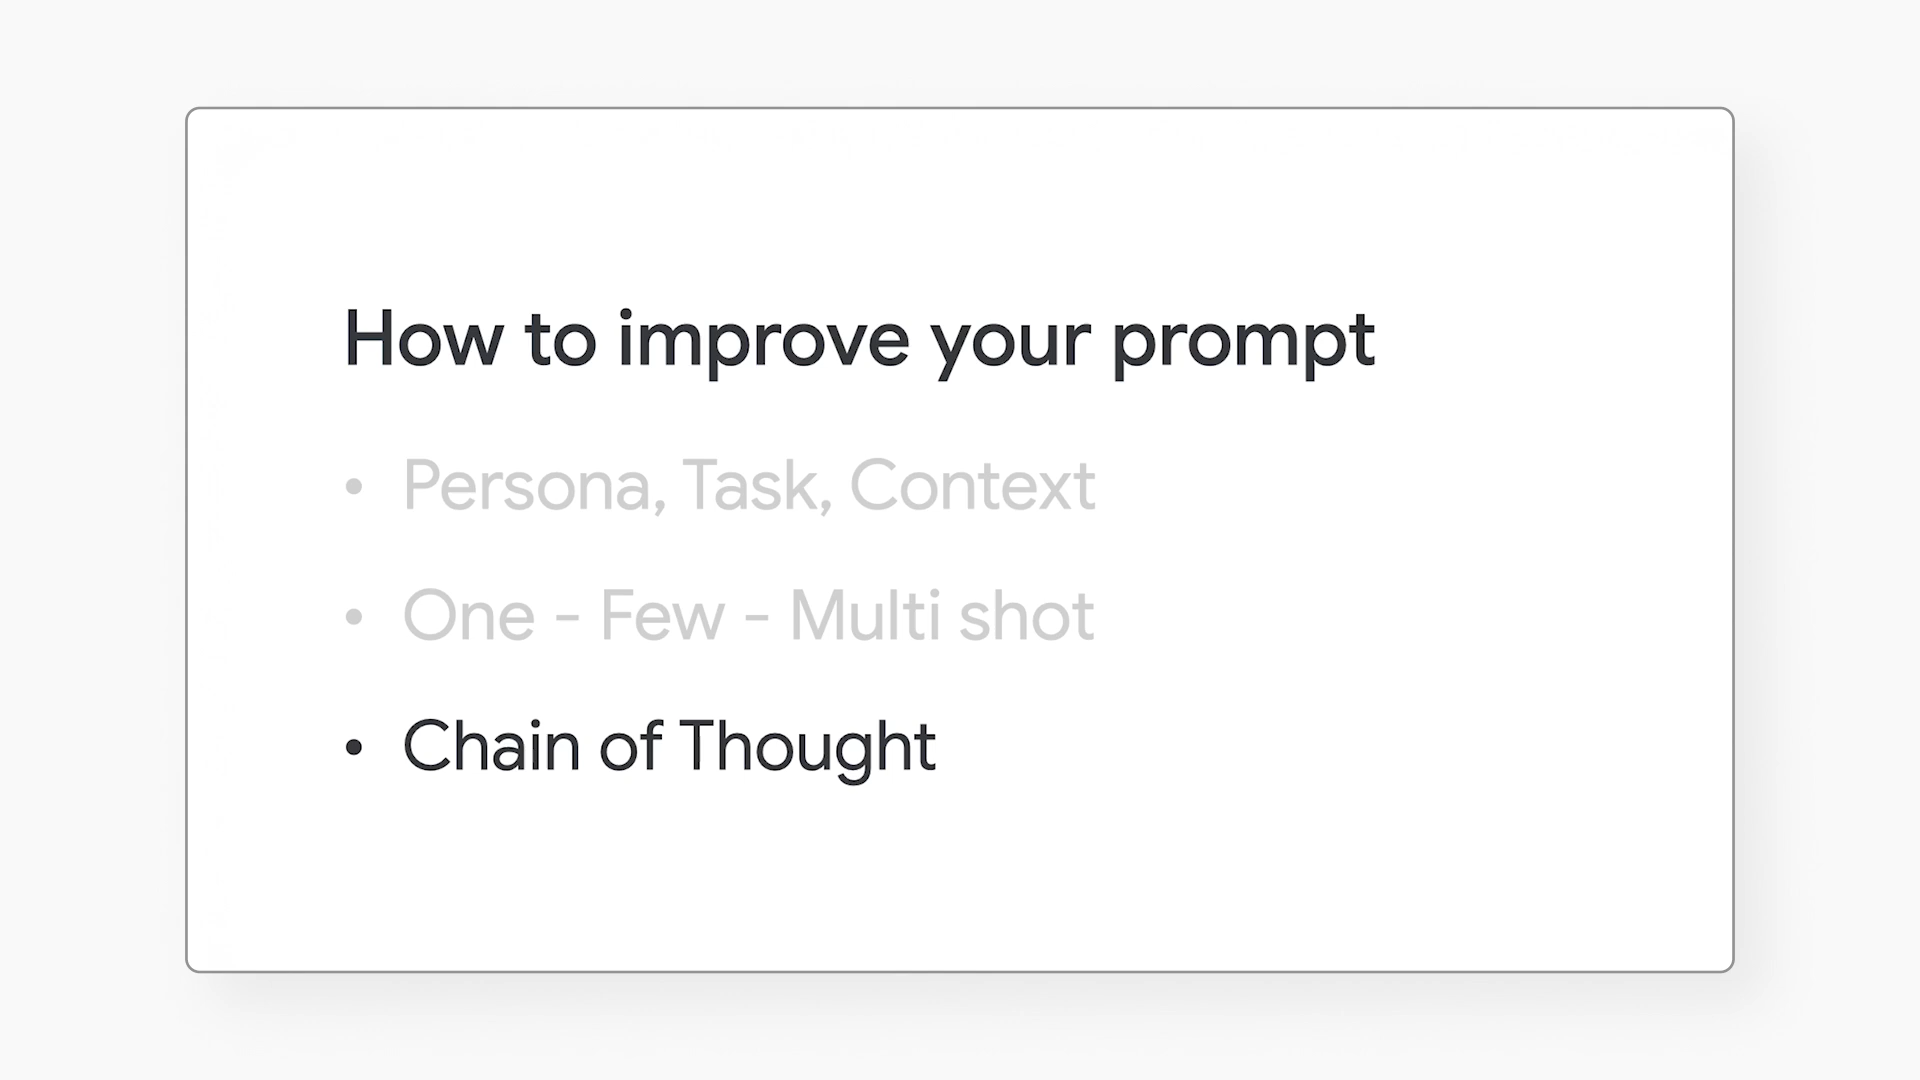 How to improve your prompt
• Persona, Task, Context
• One - Few - Multi shot
• Chain of Thought